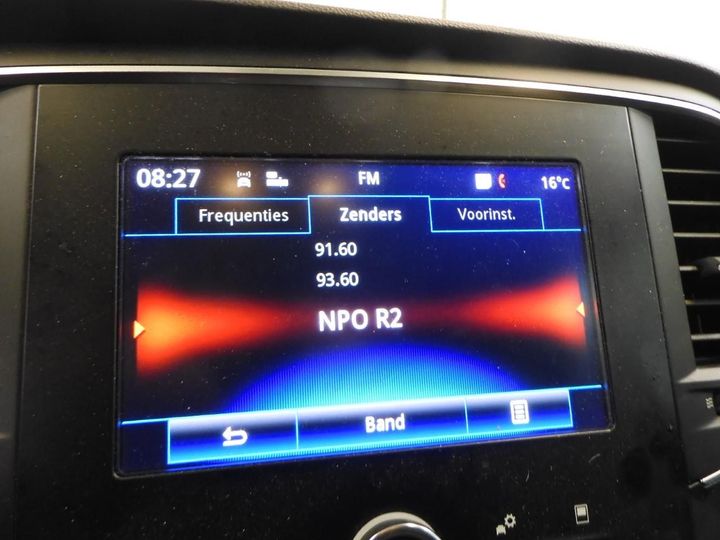 08:27 FM 16°C
Frequenties Zenders Voorinst.
91.60
93.60
NPO R2
Band